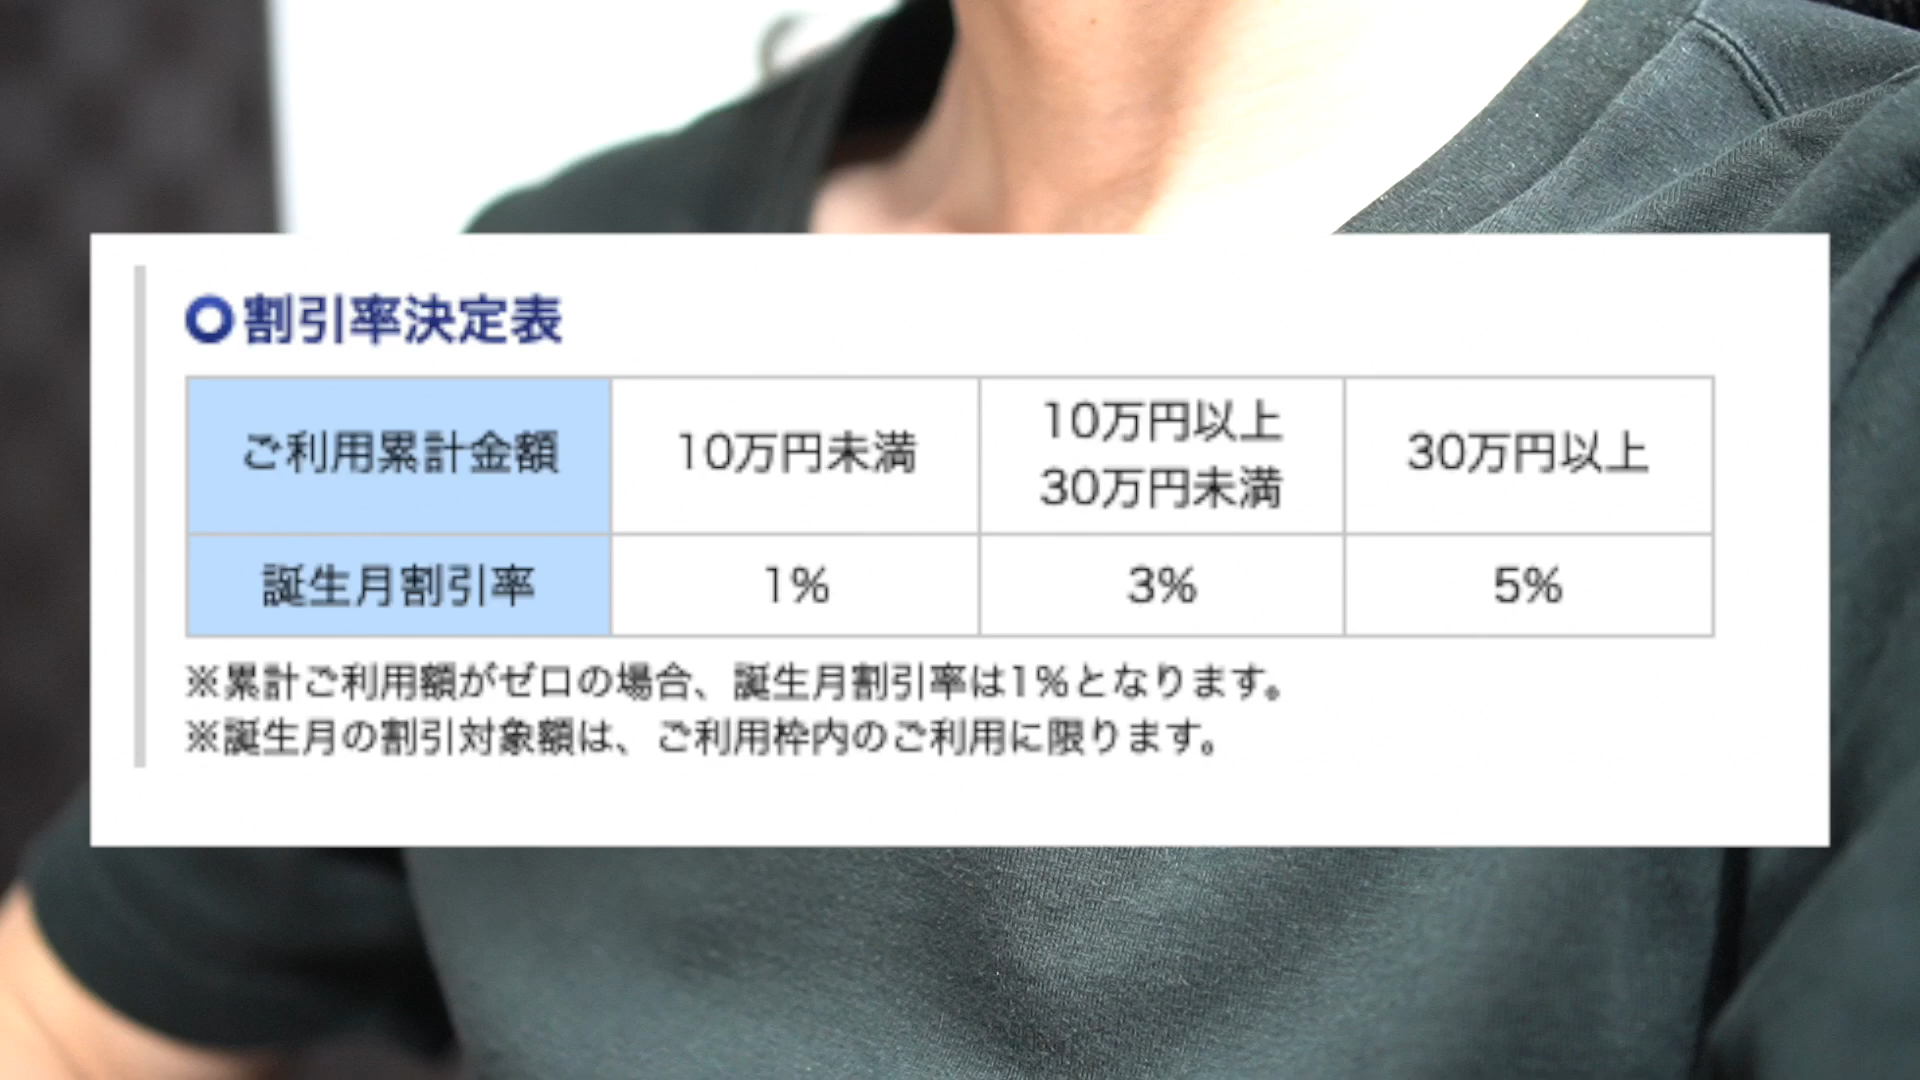 割引率決定表
ご利用累計金額
10万円未満
10万円以上
30万円未満
30万円以上
誕生月割引率
1%
3%
5%
※累計ご利用額がゼロの場合、誕生月割引率は1%となります。
※誕生月の割引対象額は、ご利用枠内のご利用に限ります。